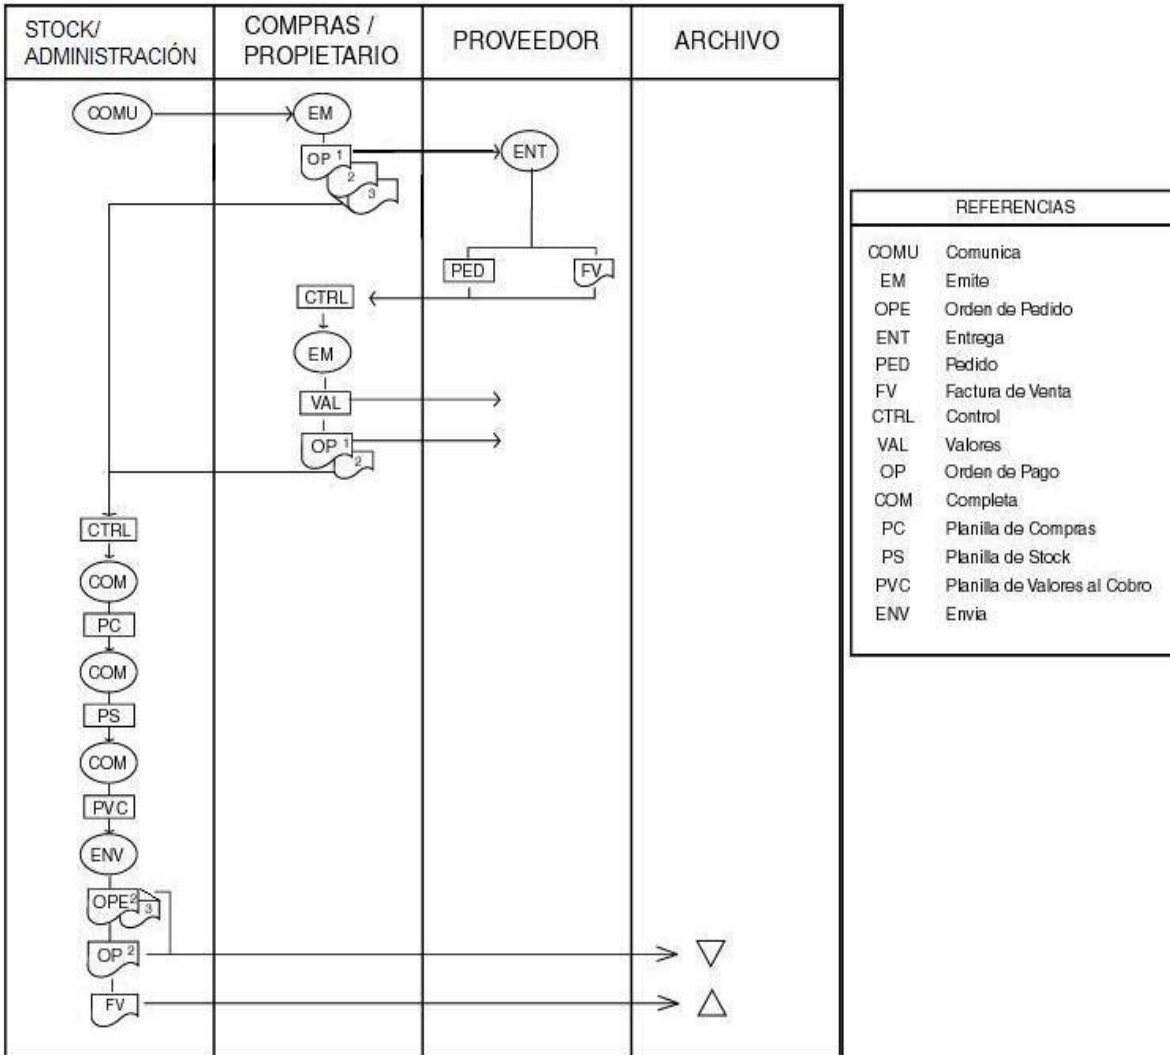 STOCK/
ADMINISTRACIÓN
COMPRAS /
PROPIETARIO
PROVEEDOR
ARCHIVO
COMU
EM
OP 1
2
3
ENT
PED
FV
CTRL
EM
VAL
OP 1
2
CTRL
COM
PC
COM
PS
COM
PVC
ENV
OPE 2
3
OP 2
FV
REFERENCIAS
COMU Comunica
EM Emite
OPE Orden de Pedido
ENT Entrega
PED Pedido
FV Factura de Venta
CTRL Control
VAL Valores
OP Orden de Pago
COM Completa
PC Planilla de Compras
PS Planilla de Stock
PVC Planilla de Valores al Cobro
ENV Envia